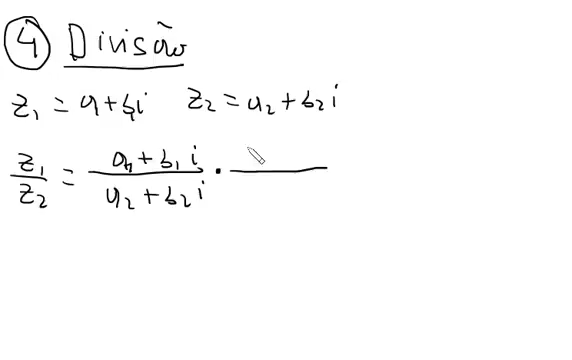 ④ Divisão
z₁ = a₁+b₁i z₂ = a₂+b₂i
z₁/z₂ = (a₁+b₁i)/(a₂+b₂i) ·